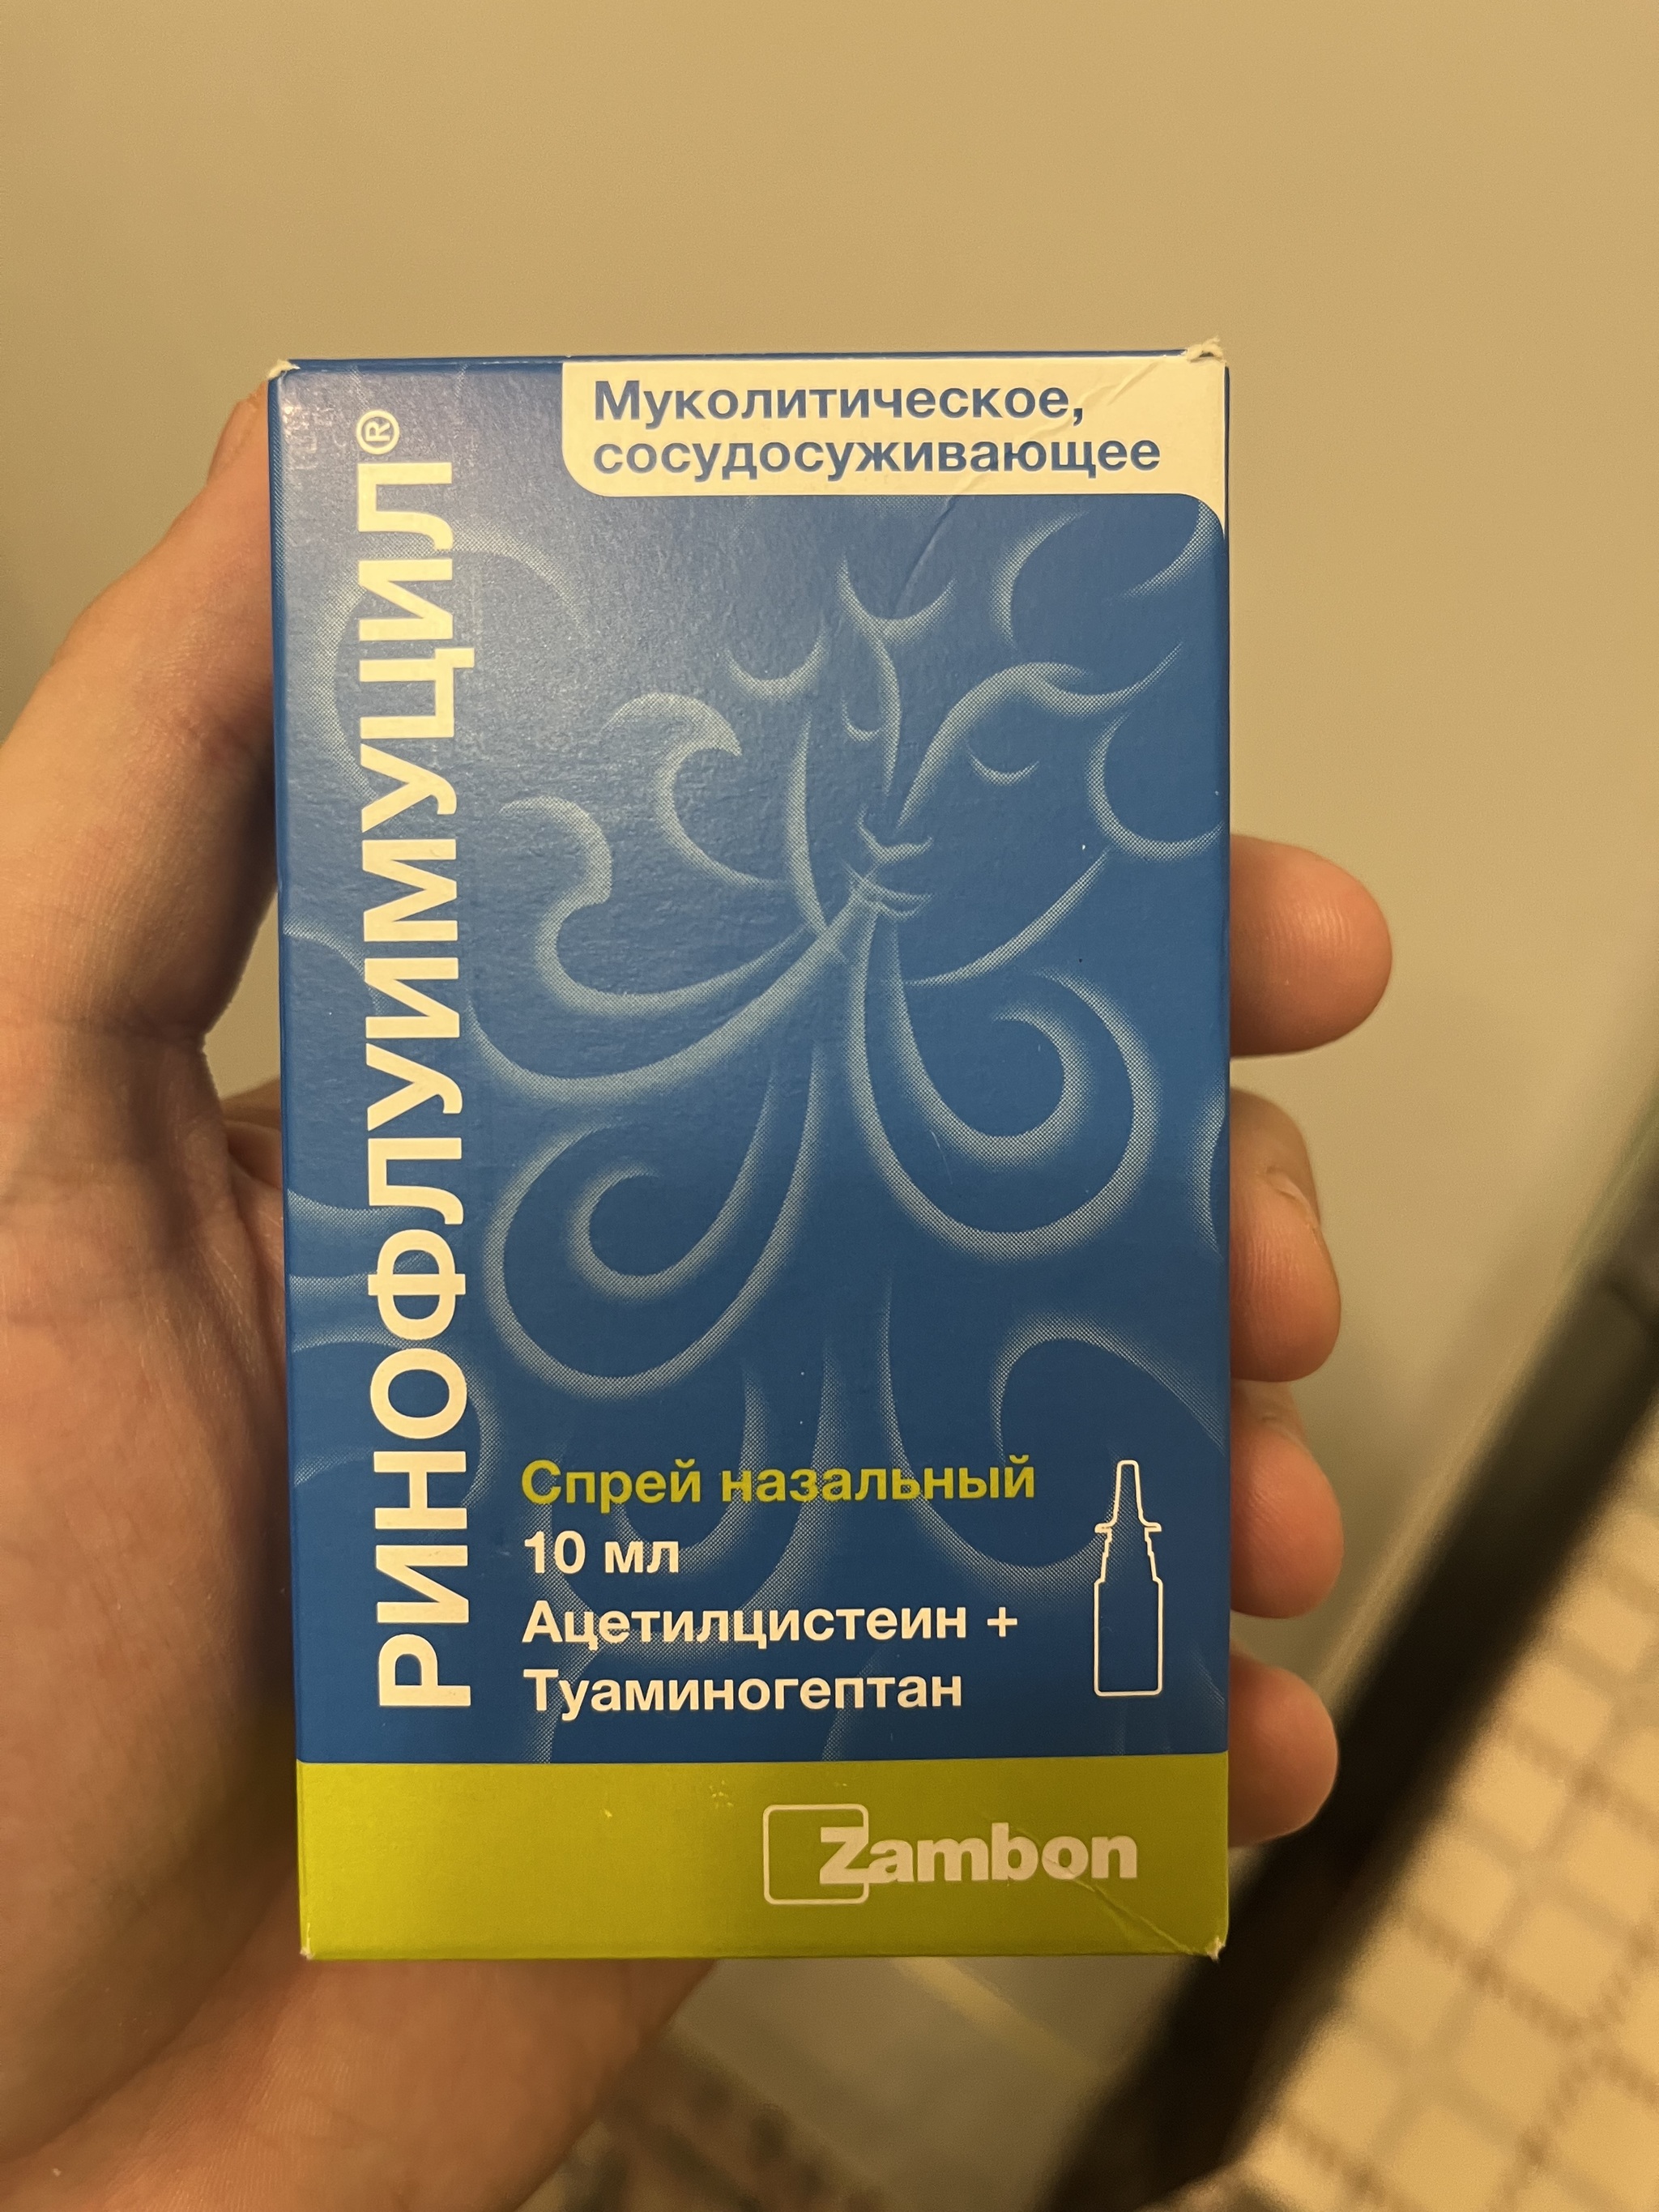 Муколитическое,
сосудосуживающее
РИНОФЛУИМУЦИЛ®
Спрей назальный
10 мл
Ацетилцистеин +
Туаминогептан
Zambon